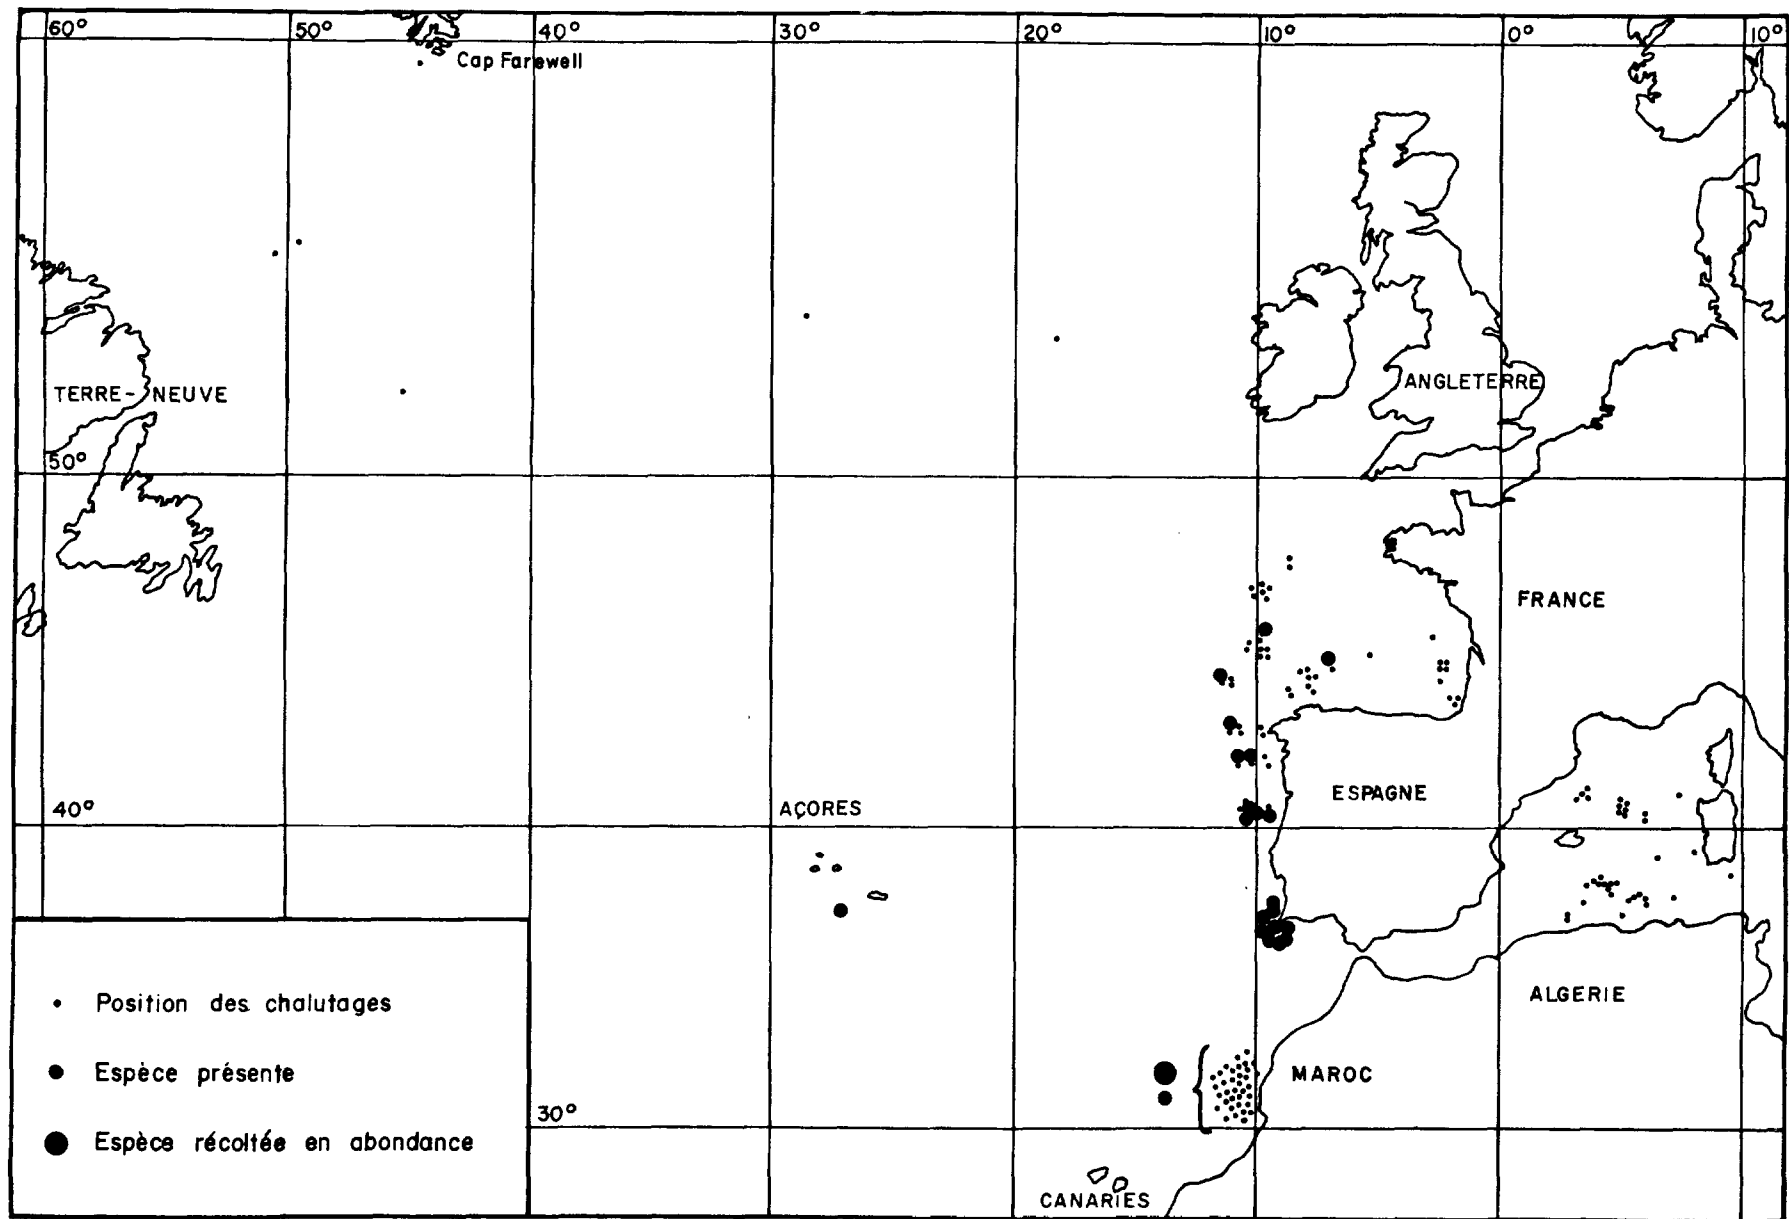 60° 50° 40° 30° 20° 10° 0° 10°
Cap Farewell
TERRE- NEUVE
ANGLETERRE
50°
FRANCE
ESPAGNE
40°
AÇORES
ALGERIE
• Position des chalutages
MAROC
● Espèce présente
30°
● Espèce récoltée en abondance
CANARIES